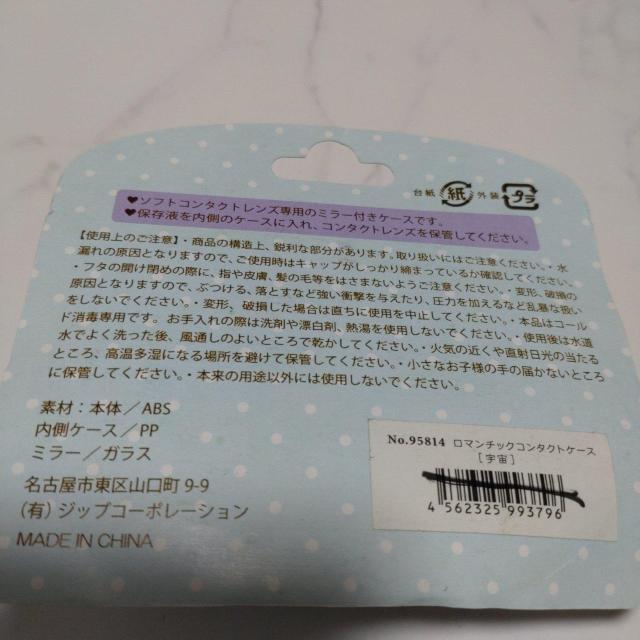 台紙 紙 外装 プラ
♥ソフトコンタクトレンズ専用のミラー付きケースです。
♥保存液を内側のケースに入れ、コンタクトレンズを保管してください。
【使用上のご注意】・商品の構造上、鋭利な部分があります。取り扱いにはご注意ください。・水
漏れの原因となりますので、ご使用時はキャップがしっかり締まっているか確認してください。
・フタの開け閉めの際に、指や皮膚、髪の毛等をはさまないようご注意ください。・変形、破損の
原因となりますので、ぶつける、落とすなど強い衝撃を与えたり、圧力を加えるなど乱暴な扱い
をしないでください。・変形、破損した場合は直ちに使用を中止してください。・本品はコール
ド消毒専用です。お手入れの際は洗剤や漂白剤、熱湯を使用しないでください。・使用後は水道
水でよく洗った後、風通しのよいところで乾かしてください。・火気の近くや直射日光の当たる
ところ、高温多湿になる場所を避けて保管してください。・小さなお子様の手の届かないところ
に保管してください。・本来の用途以外には使用しないでください。
素材：本体／ABS
内側ケース／PP
ミラー／ガラス
名古屋市東区山口町 9-9
（有）ジップコーポレーション
MADE IN CHINA
No.95814 ロマンチックコンタクトケース
［宇宙］
4 562325 993796